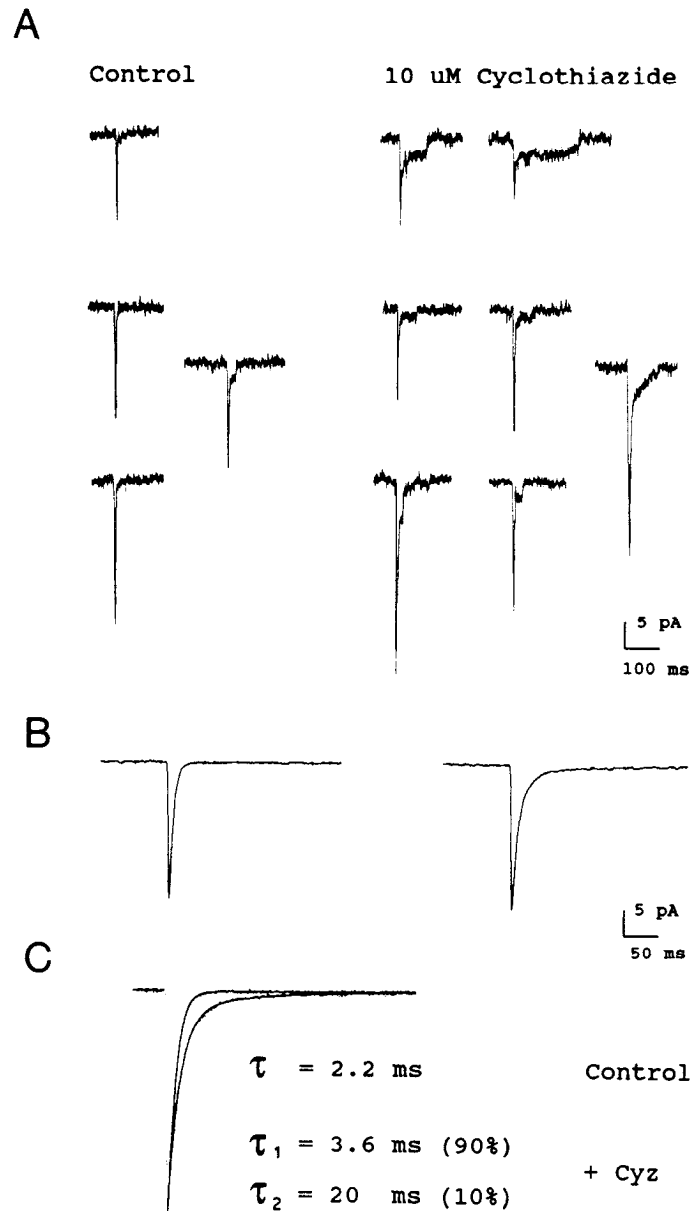 A
Control 10 uM Cyclothiazide
5 pA
100 ms
B
5 pA
50 ms
C
τ = 2.2 ms Control
τ1 = 3.6 ms (90%)
+ Cyz
τ2 = 20 ms (10%)